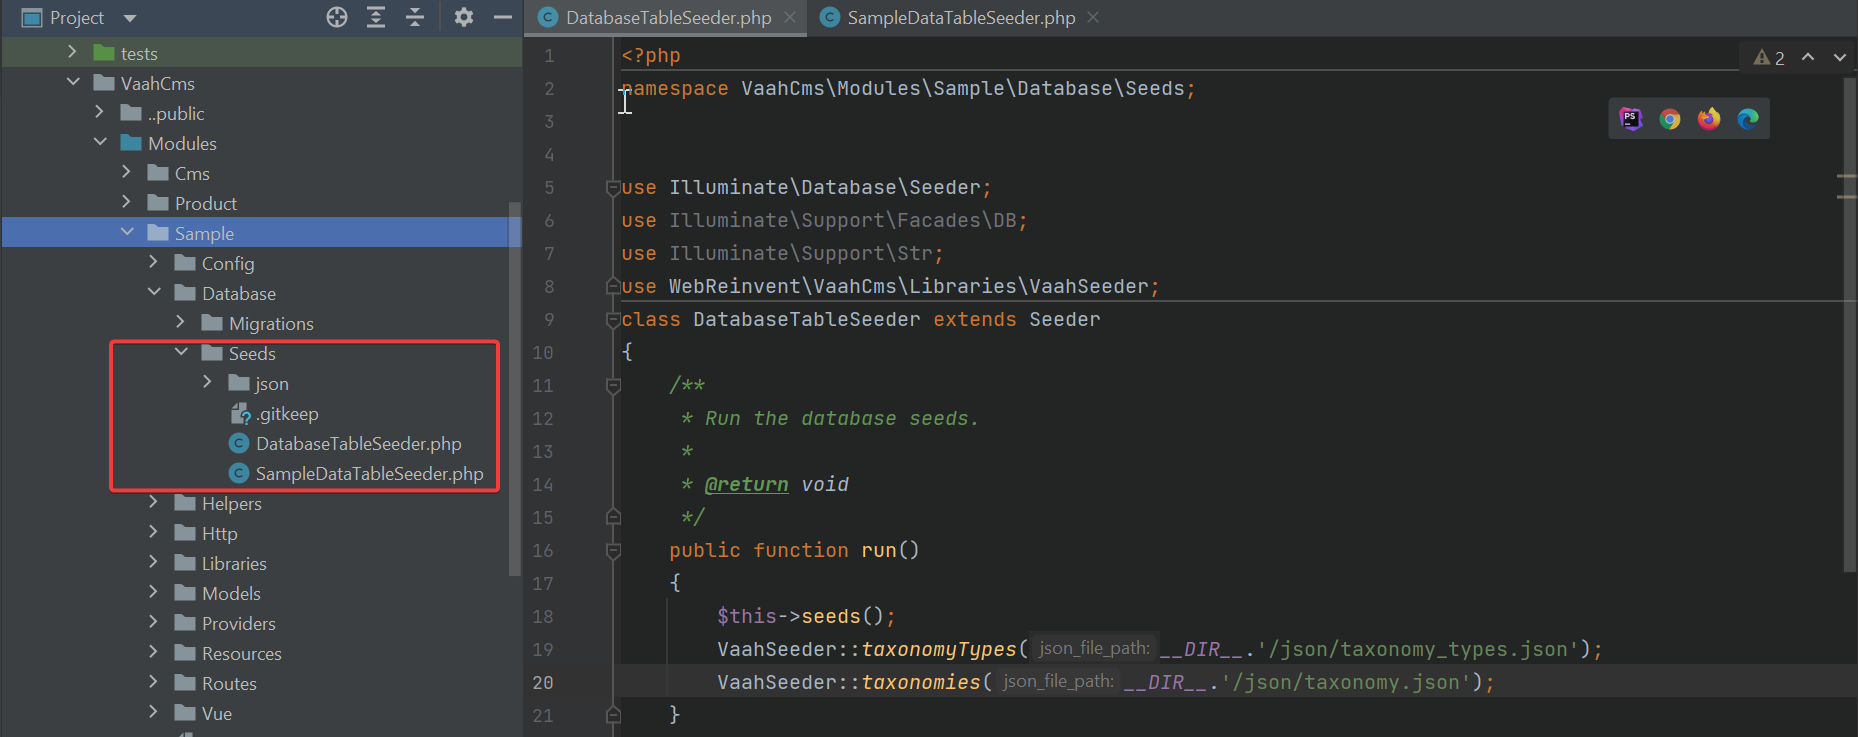 Project
tests
VaahCms
..public
Modules
Cms
Product
Sample
Config
Database
Migrations
Seeds
json
.gitkeep
DatabaseTableSeeder.php
SampleDataTableSeeder.php
Helpers
Http
Libraries
Models
Providers
Resources
Routes
Vue
DatabaseTableSeeder.php
SampleDataTableSeeder.php
2
PS
1 <?php
2 namespace VaahCms\Modules\Sample\Database\Seeds;
3
4
5 use Illuminate\Database\Seeder;
6 use Illuminate\Support\Facades\DB;
7 use Illuminate\Support\Str;
8 use WebReinvent\VaahCms\Libraries\VaahSeeder;
9 class DatabaseTableSeeder extends Seeder
10 {
11 /**
12 * Run the database seeds.
13 *
14 * @return void
15 */
16 public function run()
17 {
18 $this->seeds();
19 VaahSeeder::taxonomyTypes( json_file_path: __DIR__.'/json/taxonomy_types.json');
20 VaahSeeder::taxonomies( json_file_path: __DIR__.'/json/taxonomy.json');
21 }